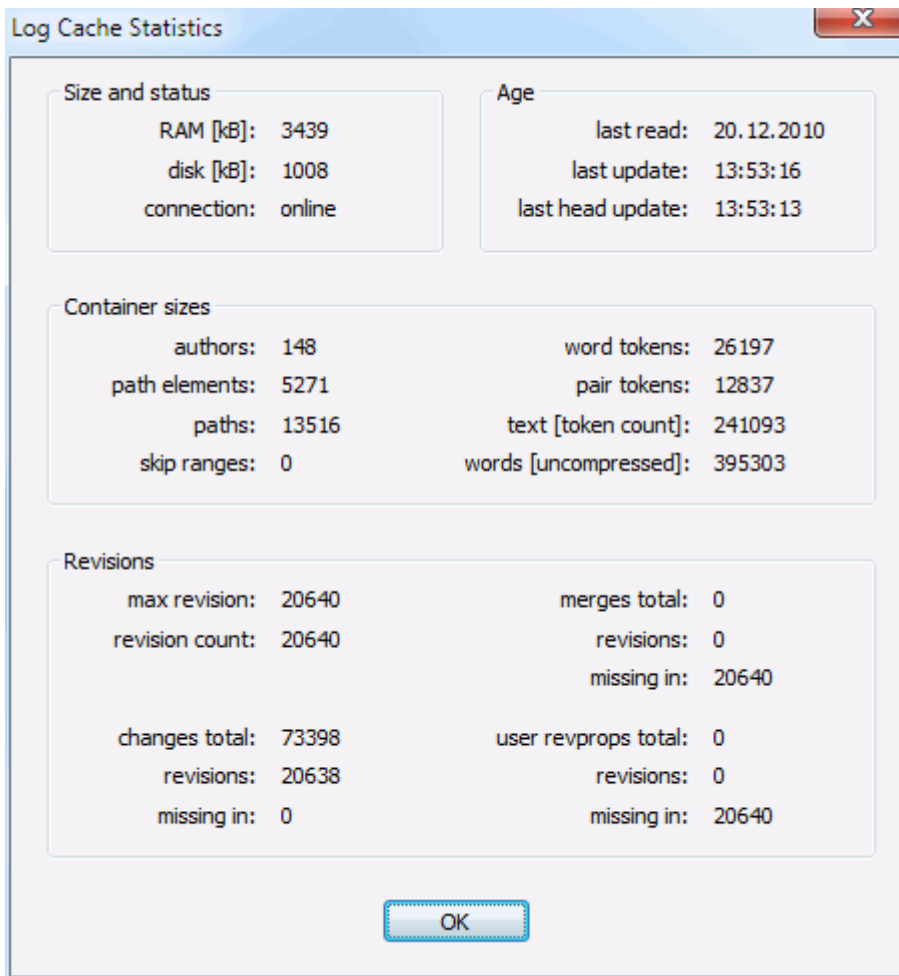 Log Cache Statistics
Size and status
RAM [kB]: 3439
disk [kB]: 1008
connection: online
Age
last read: 20.12.2010
last update: 13:53:16
last head update: 13:53:13
Container sizes
authors: 148
path elements: 5271
paths: 13516
skip ranges: 0
word tokens: 26197
pair tokens: 12837
text [token count]: 241093
words [uncompressed]: 395303
Revisions
max revision: 20640
revision count: 20640
changes total: 73398
revisions: 20638
missing in: 0
merges total: 0
revisions: 0
missing in: 20640
user revprops total: 0
revisions: 0
missing in: 20640
OK